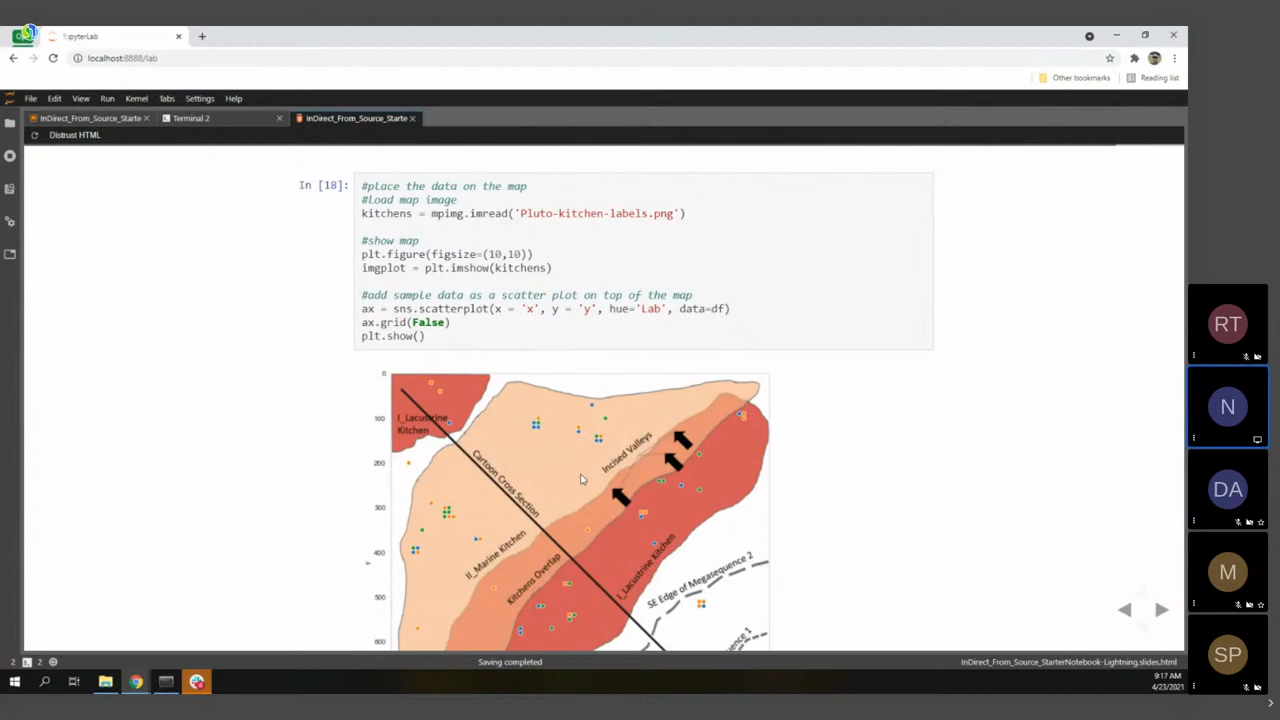 JupyterLab
localhost:8888/lab
Other bookmarks
Reading list
File Edit View Run Kernel Tabs Settings Help
InDirect_From_Source_Starte
Terminal 2
InDirect_From_Source_Starte
Distrust HTML
In [18]:
#place the data on the map
#load map image
kitchens = mpimg.imread('Pluto-kitchen-labels.png')
#show map
plt.figure(figsize=(10,10))
imgplot = plt.imshow(kitchens)
#add sample data as a scatter plot on top of the map
ax = sns.scatterplot(x = 'x', y = 'y', hue='Lab', data=df)
ax.grid(False)
plt.show()
0
100
200
300
400
500
600
y
I_Lacustrine
Kitchen
Cartoon Cross Section
Incised Valleys
II_Marine Kitchen
Kitchens Overlap
I_Lacustrine Kitchen
SE Edge of Megasequence 2
RT
N
DA
M
SP
2
2
Saving completed
InDirect_From_Source_StarterNotebook-Lightning.slides.html
9:17 AM
4/23/2021